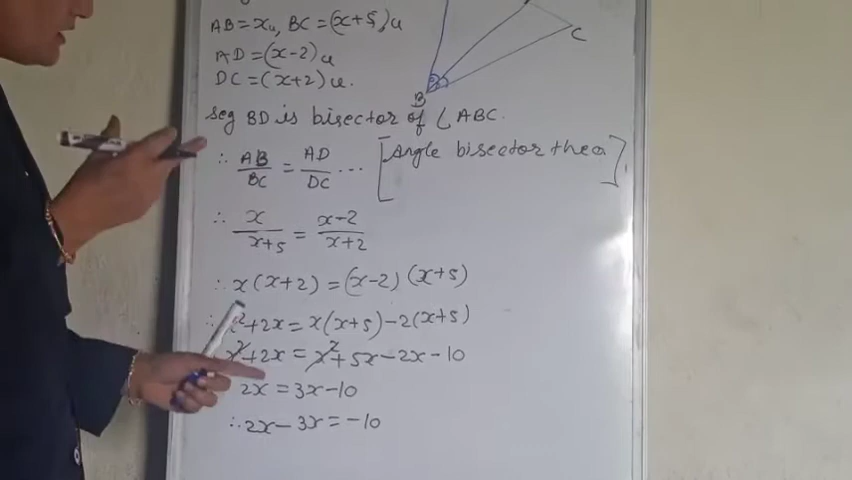 AB = x u, BC = (x+5) u
AD = (x-2) u
DC = (x+2) u.
C
B
seg BD is bisector of ∠ABC.
∴ AB/BC = AD/DC ... [Angle bisector theo]
∴ x/x+5 = x-2/x+2
∴ x(x+2) = (x-2) (x+5)
∴ x²+2x = x(x+5) - 2(x+5)
x²+2x = x²+5x-2x-10
2x = 3x-10
∴ 2x-3x = -10